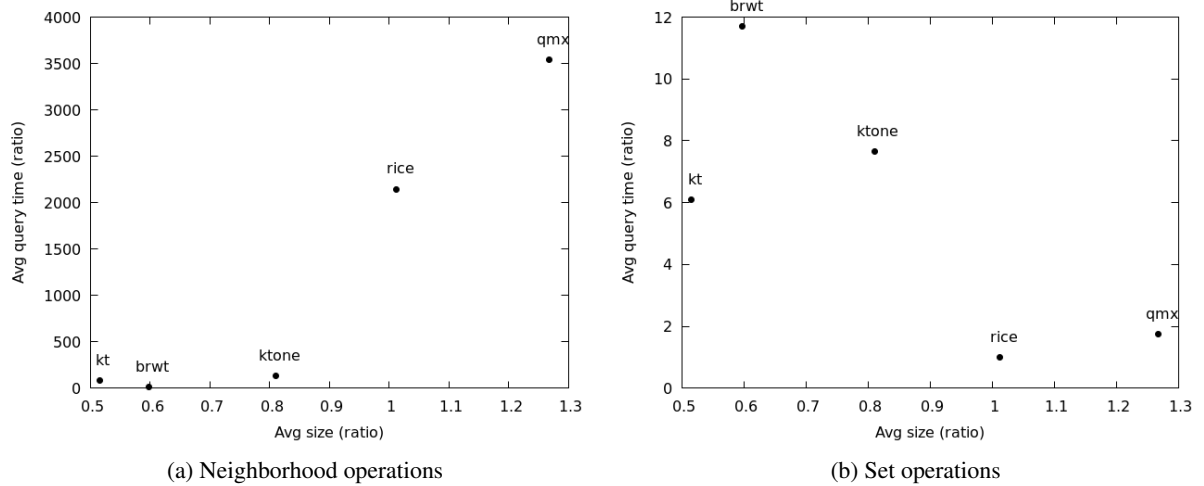 4000
3500
3000
2500
2000
1500
1000
500
0
Avg query time (ratio)
qmx
rice
ktone
kt
brwt
0.5 0.6 0.7 0.8 0.9 1 1.1 1.2 1.3
Avg size (ratio)
(a) Neighborhood operations
12
10
8
6
4
2
0
Avg query time (ratio)
brwt
ktone
kt
qmx
rice
0.5 0.6 0.7 0.8 0.9 1 1.1 1.2 1.3
Avg size (ratio)
(b) Set operations